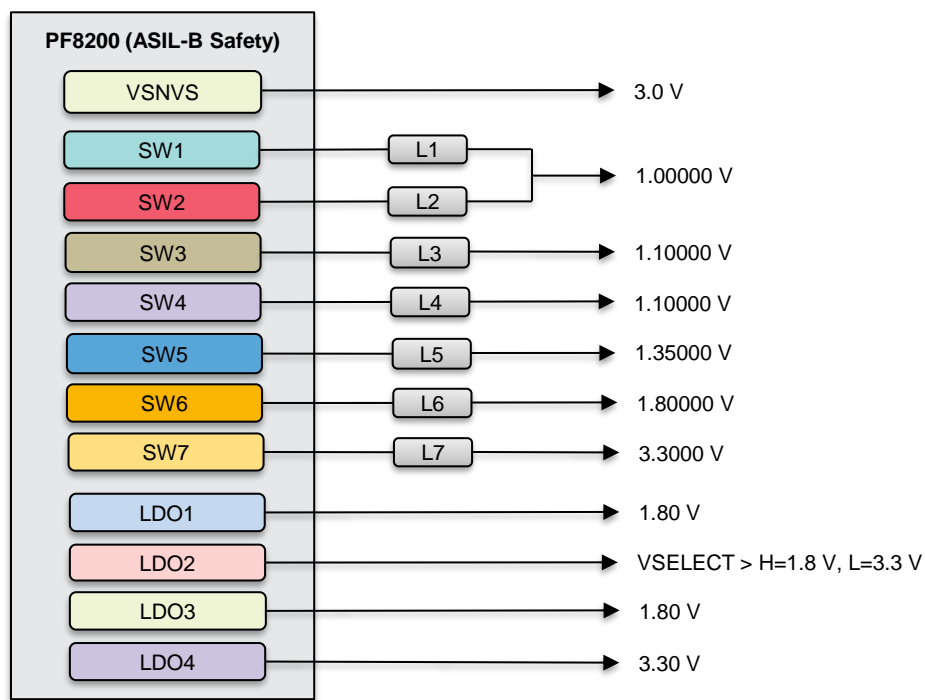 PF8200 (ASIL-B Safety)
VSNVS
3.0 V
SW1
L1
1.00000 V
SW2
L2
SW3
L3
1.10000 V
SW4
L4
1.10000 V
SW5
L5
1.35000 V
SW6
L6
1.80000 V
SW7
L7
3.3000 V
LDO1
1.80 V
LDO2
VSELECT > H=1.8 V, L=3.3 V
LDO3
1.80 V
LDO4
3.30 V